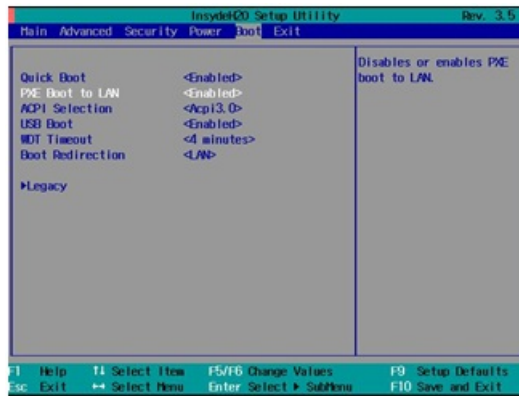 InsydeH2O Setup Utility Rev. 3.5
Main Advanced Security Power Boot Exit
Disables or enables PXE
boot to LAN.
Quick Boot <Enabled>
PXE Boot to LAN <Enabled>
ACPI Selection <Acpi3.0>
USB Boot <Enabled>
WDT Timeout <4 minutes>
Boot Redirection <LAN>
▶Legacy
F1 Help ↑↓ Select Item F5/F6 Change Values F9 Setup Defaults
Esc Exit ↔ Select Menu Enter Select ▶ SubMenu F10 Save and Exit